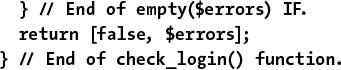 } // End of empty($errors) IF.
return [false, $errors];
} // End of check_login() function.